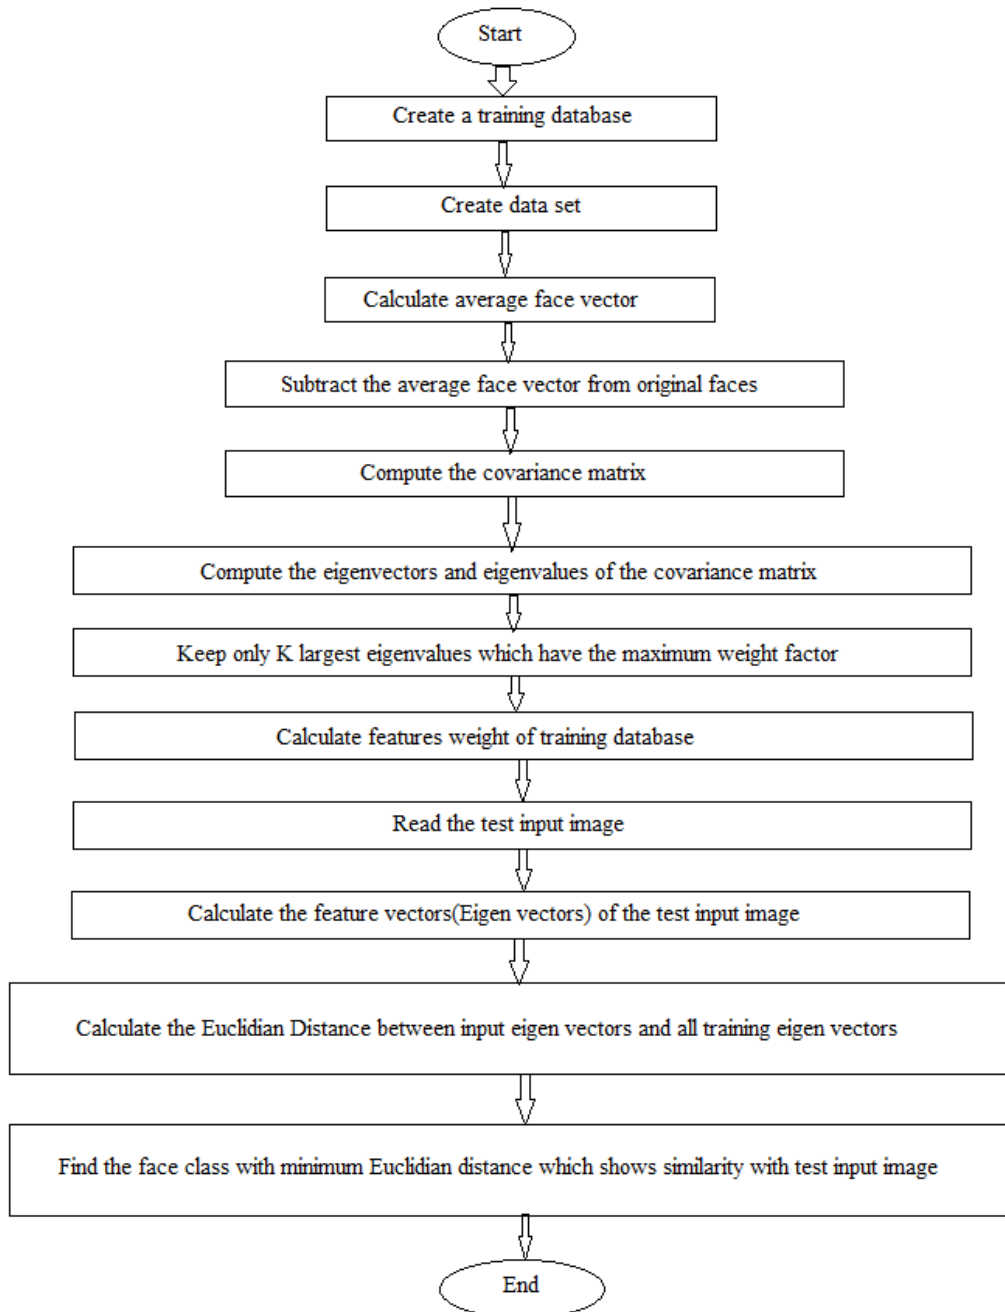 Start
Create a training database
Create data set
Calculate average face vector
Subtract the average face vector from original faces
Compute the covariance matrix
Compute the eigenvectors and eigenvalues of the covariance matrix
Keep only K largest eigenvalues which have the maximum weight factor
Calculate features weight of training database
Read the test input image
Calculate the feature vectors(Eigen vectors) of the test input image
Calculate the Euclidian Distance between input eigen vectors and all training eigen vectors
Find the face class with minimum Euclidian distance which shows similarity with test input image
End